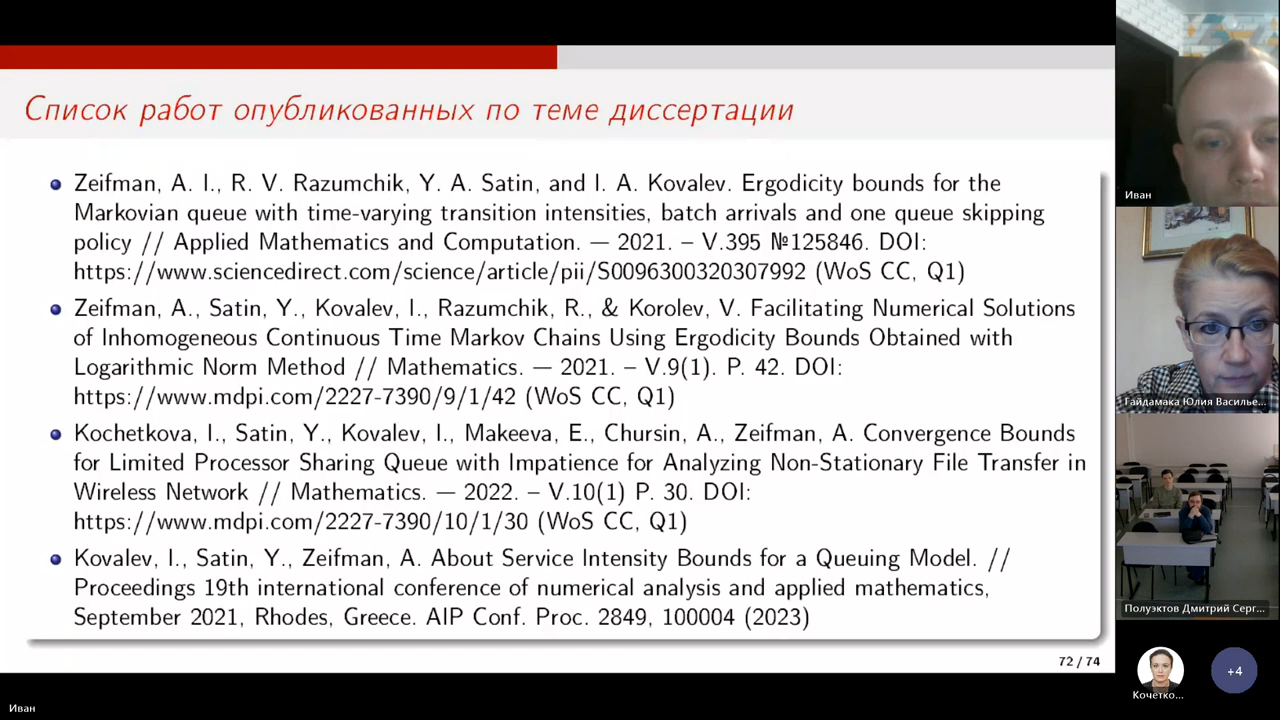 Список работ опубликованных по теме диссертации
Zeifman, A. I., R. V. Razumchik, Y. A. Satin, and I. A. Kovalev. Ergodicity bounds for the
Markovian queue with time-varying transition intensities, batch arrivals and one queue skipping
policy // Applied Mathematics and Computation. — 2021. – V.395 №125846. DOI:
https://www.sciencedirect.com/science/article/pii/S0096300320307992 (WoS CC, Q1)
Zeifman, A., Satin, Y., Kovalev, I., Razumchik, R., & Korolev, V. Facilitating Numerical Solutions
of Inhomogeneous Continuous Time Markov Chains Using Ergodicity Bounds Obtained with
Logarithmic Norm Method // Mathematics. — 2021. – V.9(1). P. 42. DOI:
https://www.mdpi.com/2227-7390/9/1/42 (WoS CC, Q1)
Kochetkova, I., Satin, Y., Kovalev, I., Makeeva, E., Chursin, A., Zeifman, A. Convergence Bounds
for Limited Processor Sharing Queue with Impatience for Analyzing Non-Stationary File Transfer in
Wireless Network // Mathematics. — 2022. – V.10(1) P. 30. DOI:
https://www.mdpi.com/2227-7390/10/1/30 (WoS CC, Q1)
Kovalev, I., Satin, Y., Zeifman, A. About Service Intensity Bounds for a Queuing Model. //
Proceedings 19th international conference of numerical analysis and applied mathematics,
September 2021, Rhodes, Greece. AIP Conf. Proc. 2849, 100004 (2023)
72 / 74
Иван
Иван
Гайдамака Юлия Василье...
Полуэктов Дмитрий Серг...
Кочетко...
+4